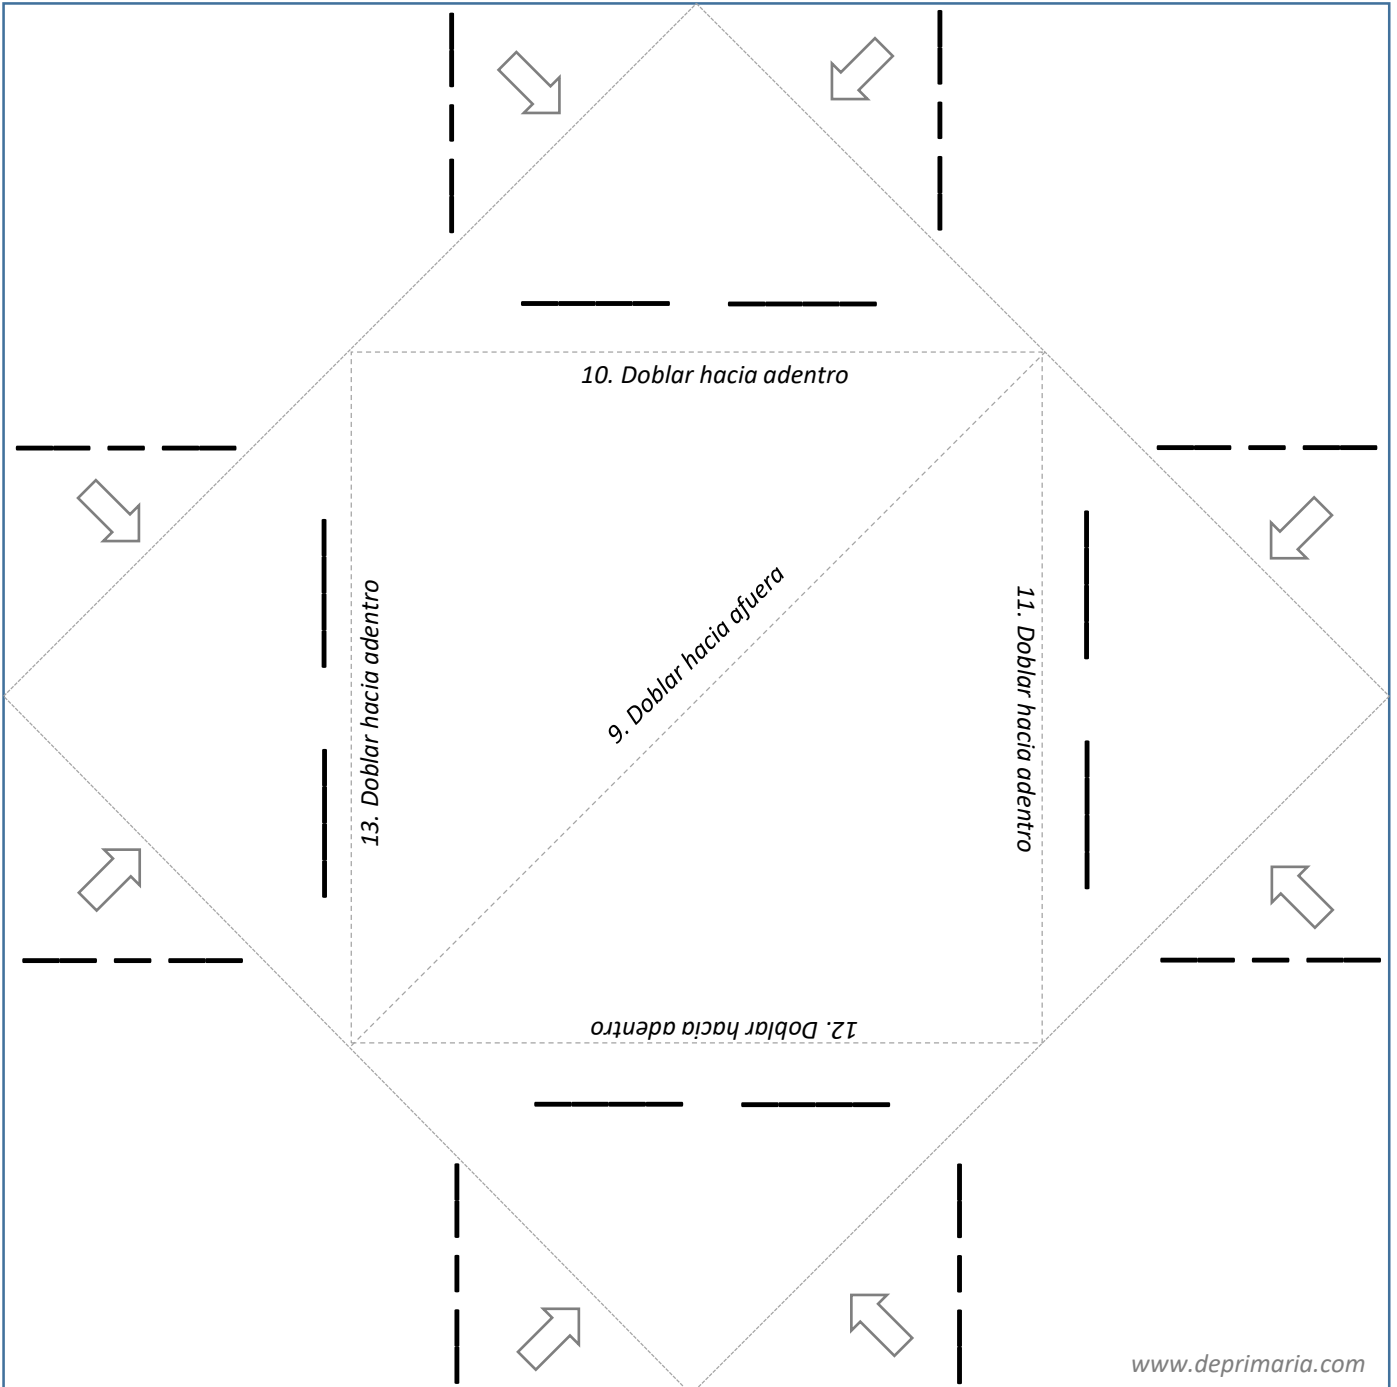 10. Doblar hacia adentro
9. Doblar hacia afuera
11. Doblar hacia adentro
13. Doblar hacia adentro
12. Doblar hacia adentro
www.deprimaria.com